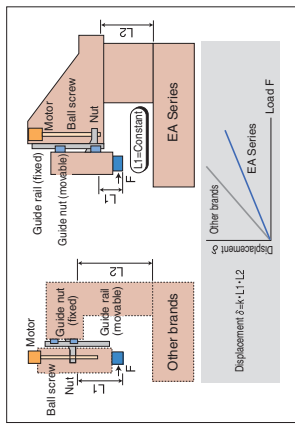 Motor
Ball screw
Nut
Guide nut
(fixed)
Guide rail
(movable)
L1
L2
F
Other brands
Guide rail (fixed)
Guide nut (movable)
Motor
Ball screw
Nut
L1
L2
F
L1=Constant
EA Series
Displacement δ=k·L1·L2
Displacement
δ
Other brands
EA Series
Load F